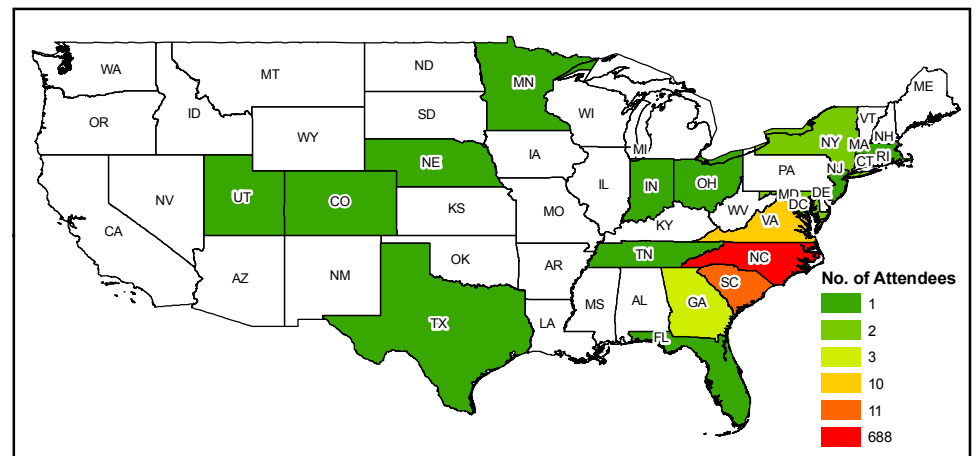 WA
MT
ND
MN
ME
OR
ID
SD
WI
VT
NH
WY
MI
NY
MA
CT
RI
NE
IA
PA
NJ
NV
UT
CO
IL
IN
OH
MD
DE
DC
CA
KS
MO
KY
WV
VA
AZ
NM
OK
AR
TN
NC
SC
TX
LA
MS
AL
GA
FL
No. of Attendees
1
2
3
10
11
688